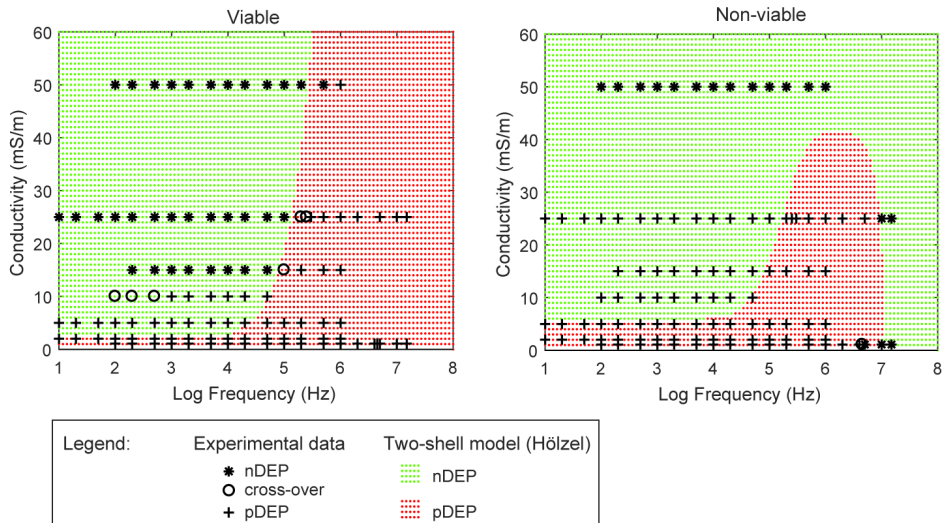 Viable
Non-viable
60
50
40
30
20
10
0
Conductivity (mS/m)
1 2 3 4 5 6 7 8
Log Frequency (Hz)
60
50
40
30
20
10
0
Conductivity (mS/m)
1 2 3 4 5 6 7 8
Log Frequency (Hz)
Legend: Experimental data Two-shell model (Hölzel)
nDEP nDEP
cross-over
pDEP pDEP